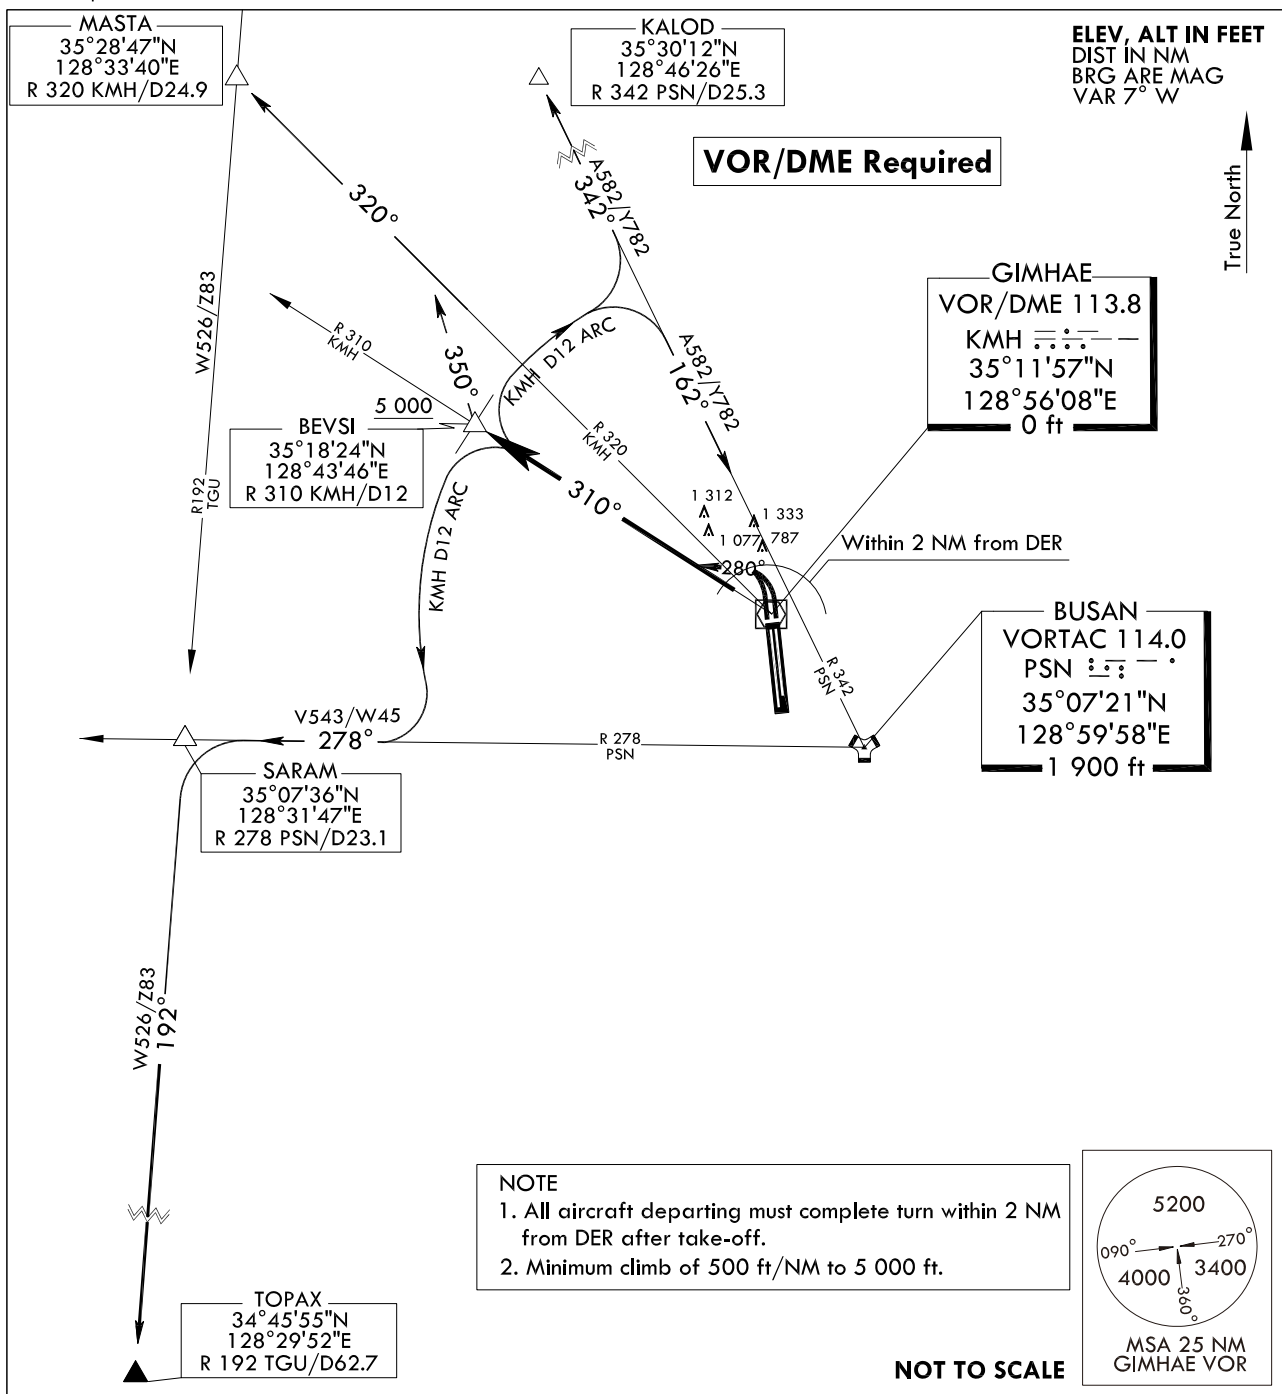 MASTA
35°28'47"N
128°33'40"E
R 320 KMH/D24.9
KALOD
35°30'12"N
128°46'26"E
R 342 PSN/D25.3
ELEV, ALT IN FEET
DIST IN NM
BRG ARE MAG
VAR 7° W
VOR/DME Required
True North
A582/Y782
342°
320°
W526/Z83
R 310
KMH
350°
KMH D12 ARC
A582/Y782
162°
GIMHAE
VOR/DME 113.8
KMH
35°11'57"N
128°56'08"E
0 ft
5 000
BEVSI
35°18'24"N
128°43'46"E
R 310 KMH/D12
R 320
KMH
R192
TGU
310°
1 312
1 333
1 077
787
Within 2 NM from DER
280°
KMH D12 ARC
BUSAN
VORTAC 114.0
PSN
35°07'21"N
128°59'58"E
1 900 ft
R 342
PSN
V543/W45
278°
R 278
PSN
SARAM
35°07'36"N
128°31'47"E
R 278 PSN/D23.1
W526/Z83
192°
NOTE
1. All aircraft departing must complete turn within 2 NM
from DER after take-off.
2. Minimum climb of 500 ft/NM to 5 000 ft.
5200
090°
270°
4000
3400
360°
MSA 25 NM
GIMHAE VOR
TOPAX
34°45'55"N
128°29'52"E
R 192 TGU/D62.7
NOT TO SCALE